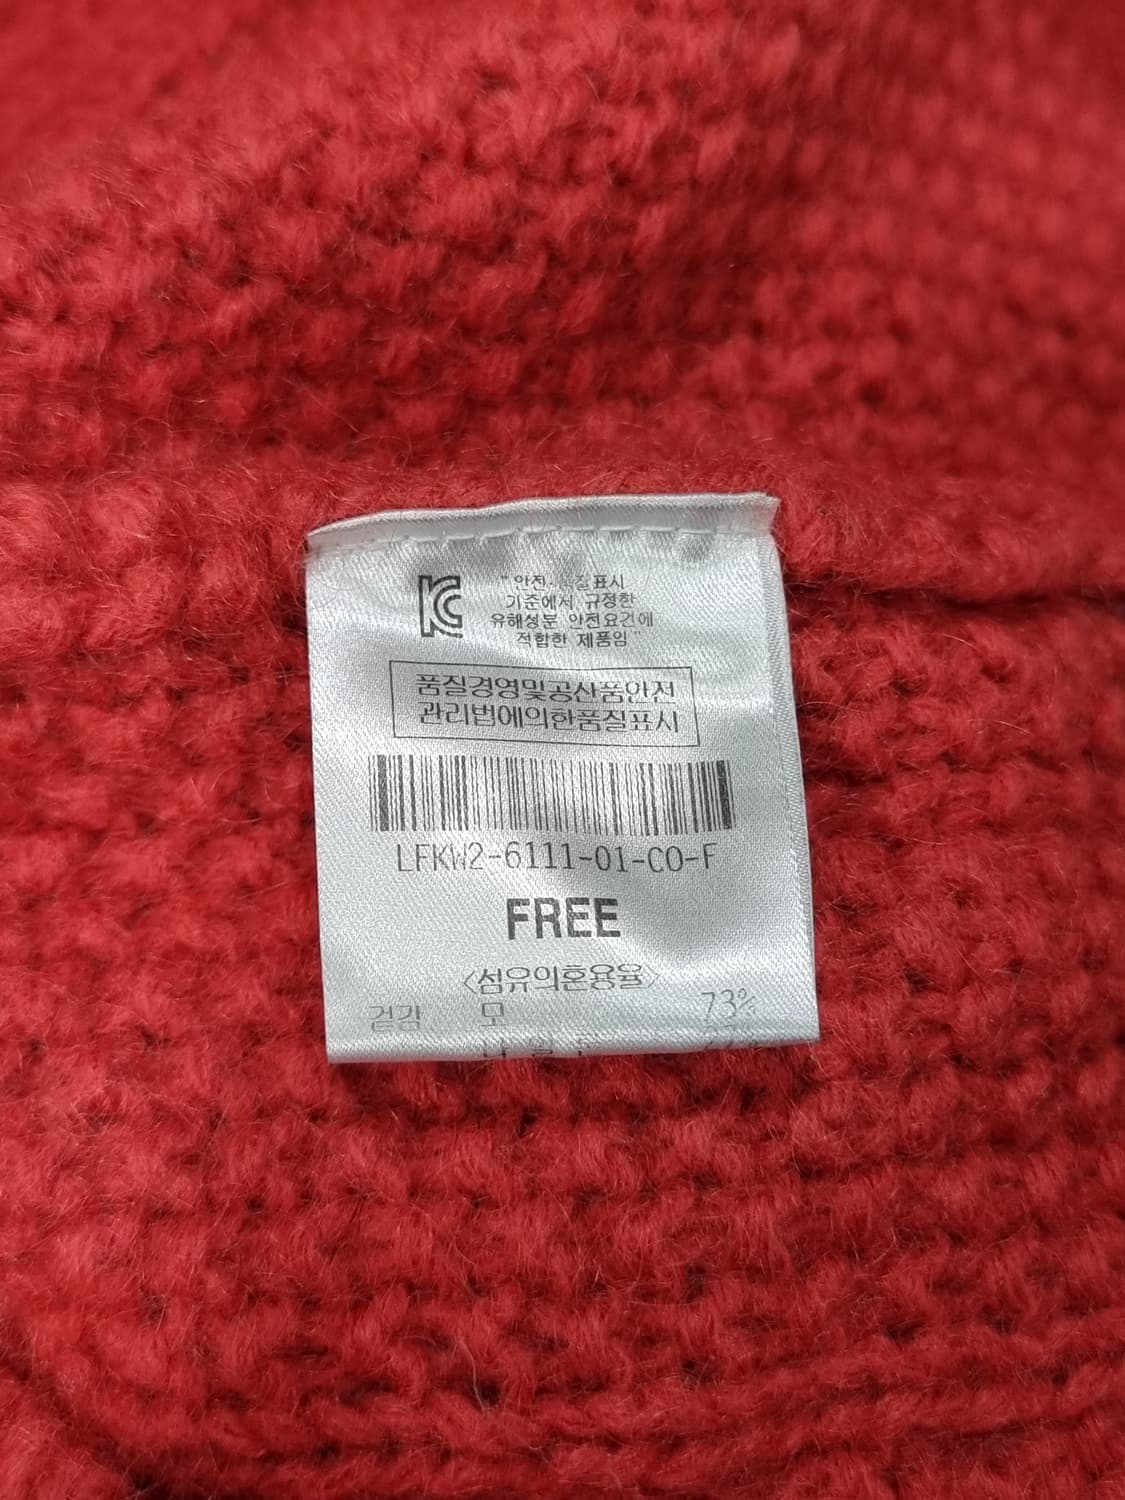 KC
"안전·품질표시
기준에서 규정한
유해성분 안전요건에
적합한 제품임"
품질경영및공산품안전
관리법에의한품질표시
LFKW2-6111-01-CO-F
FREE
<섬유의혼용율>
겉감 모 73%